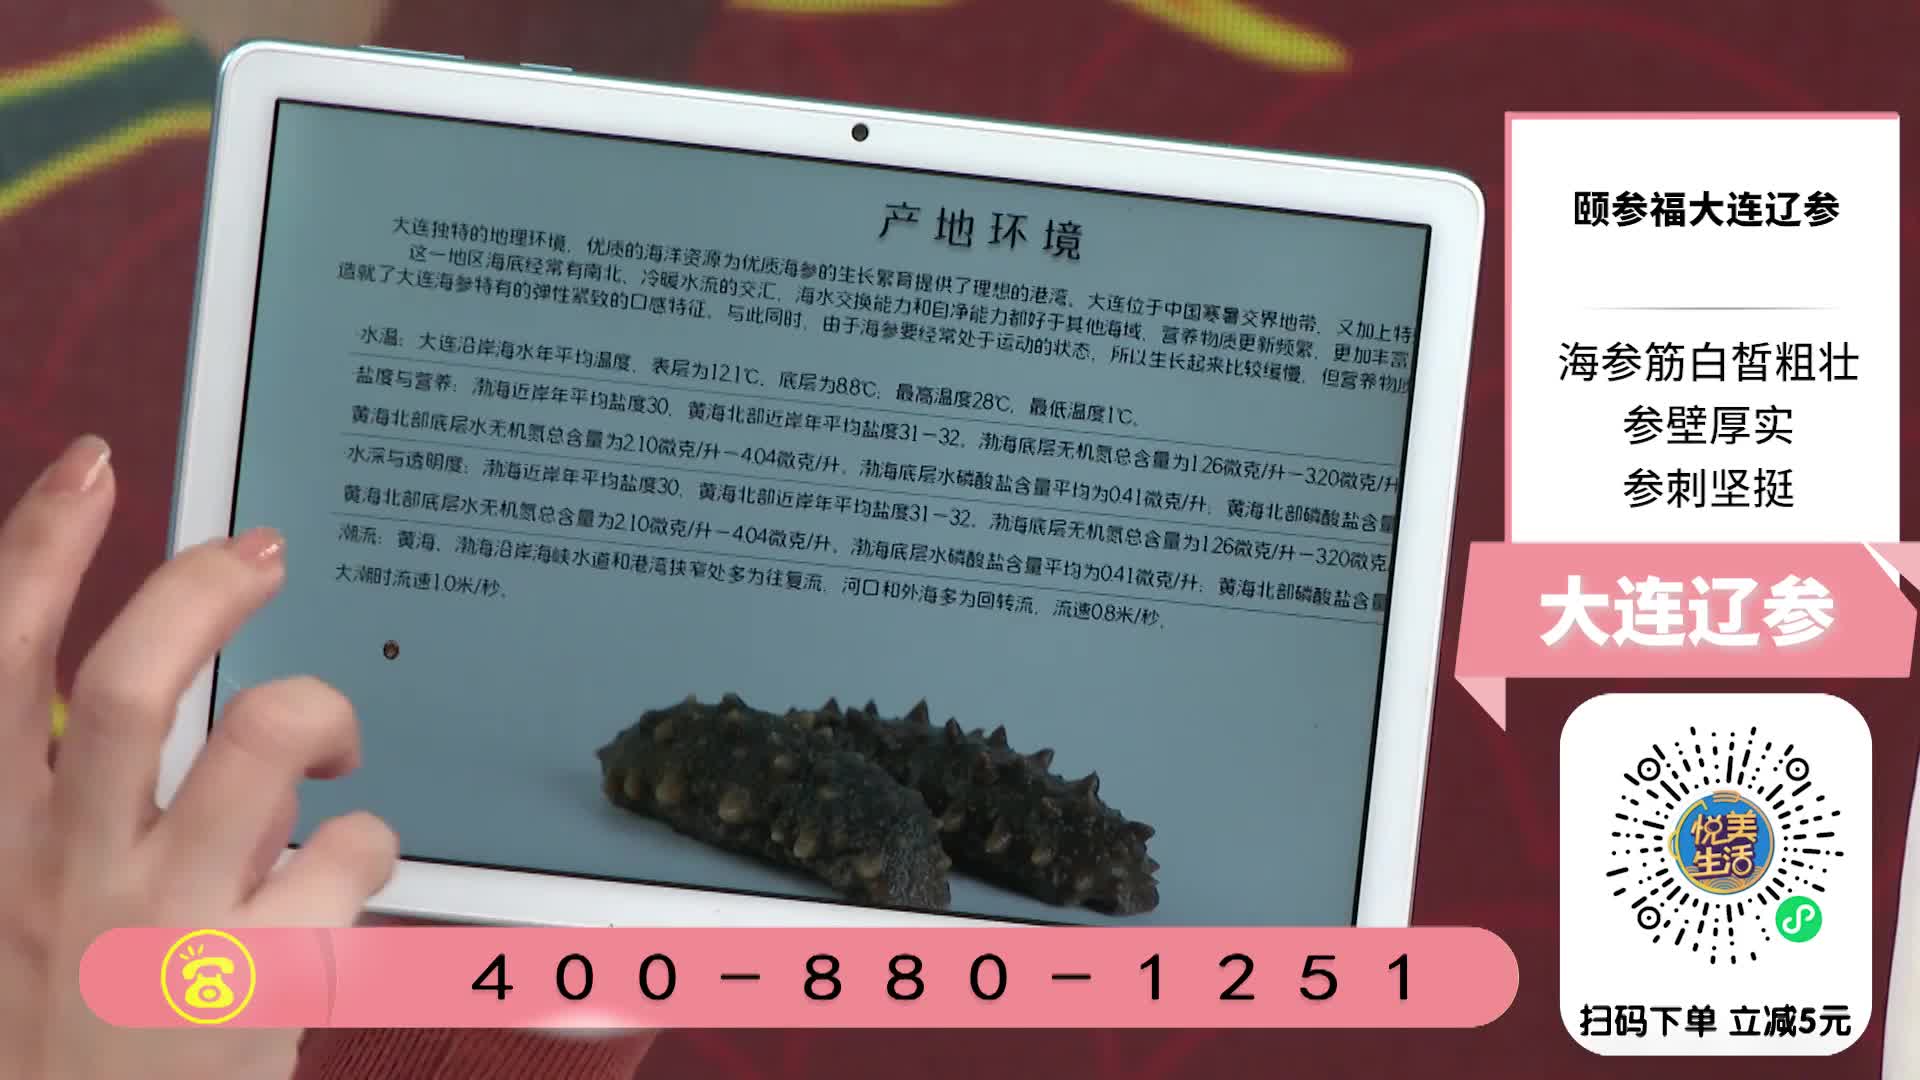 产地环境
大连独特的地理环境，优质的海洋资源为优质海参的生长繁育提供了理想的港湾。大连位于中国寒暑交界地带，又加上特
这一地区海底经常有南北、冷暖水流的交汇，海水交换能力和自净能力都好于其他海域，营养物质更新频繁，更加丰富
造就了大连海参特有的弹性紧致的口感特征。与此同时，由于海参要经常处于运动的状态，所以生长起来比较缓慢，但营养物
·水温：大连沿岸海水年平均温度，表层为12.1℃，底层为8.8℃；最高温度28℃，最低温度1℃。
·盐度与营养：渤海近岸年平均盐度30，黄海北部近岸年平均盐度31-32。渤海底层无机氮总含量为1.26微克/升-3.20微克/升
黄海北部底层水无机氮总含量为2.10微克/升-4.04微克/升。渤海底层水磷酸盐含量平均为0.41微克/升；黄海北部磷酸盐含量
·水深与透明度：渤海近岸年平均盐度30，黄海北部近岸年平均盐度31-32。渤海底层无机氮总含量为1.26微克/升-3.20微克
黄海北部底层水无机氮总含量为2.10微克/升-4.04微克/升。渤海底层水磷酸盐含量平均为0.41微克/升；黄海北部磷酸盐含量
·潮流：黄海、渤海沿岸海峡水道和港湾狭窄处多为往复流，河口和外海多为回转流，流速0.8米/秒，
大潮时流速1.0米/秒。
颐参福大连辽参
海参筋白皙粗壮
参壁厚实
参刺坚挺
大连辽参
悦美
生活
扫码下单 立减5元
400-880-1251